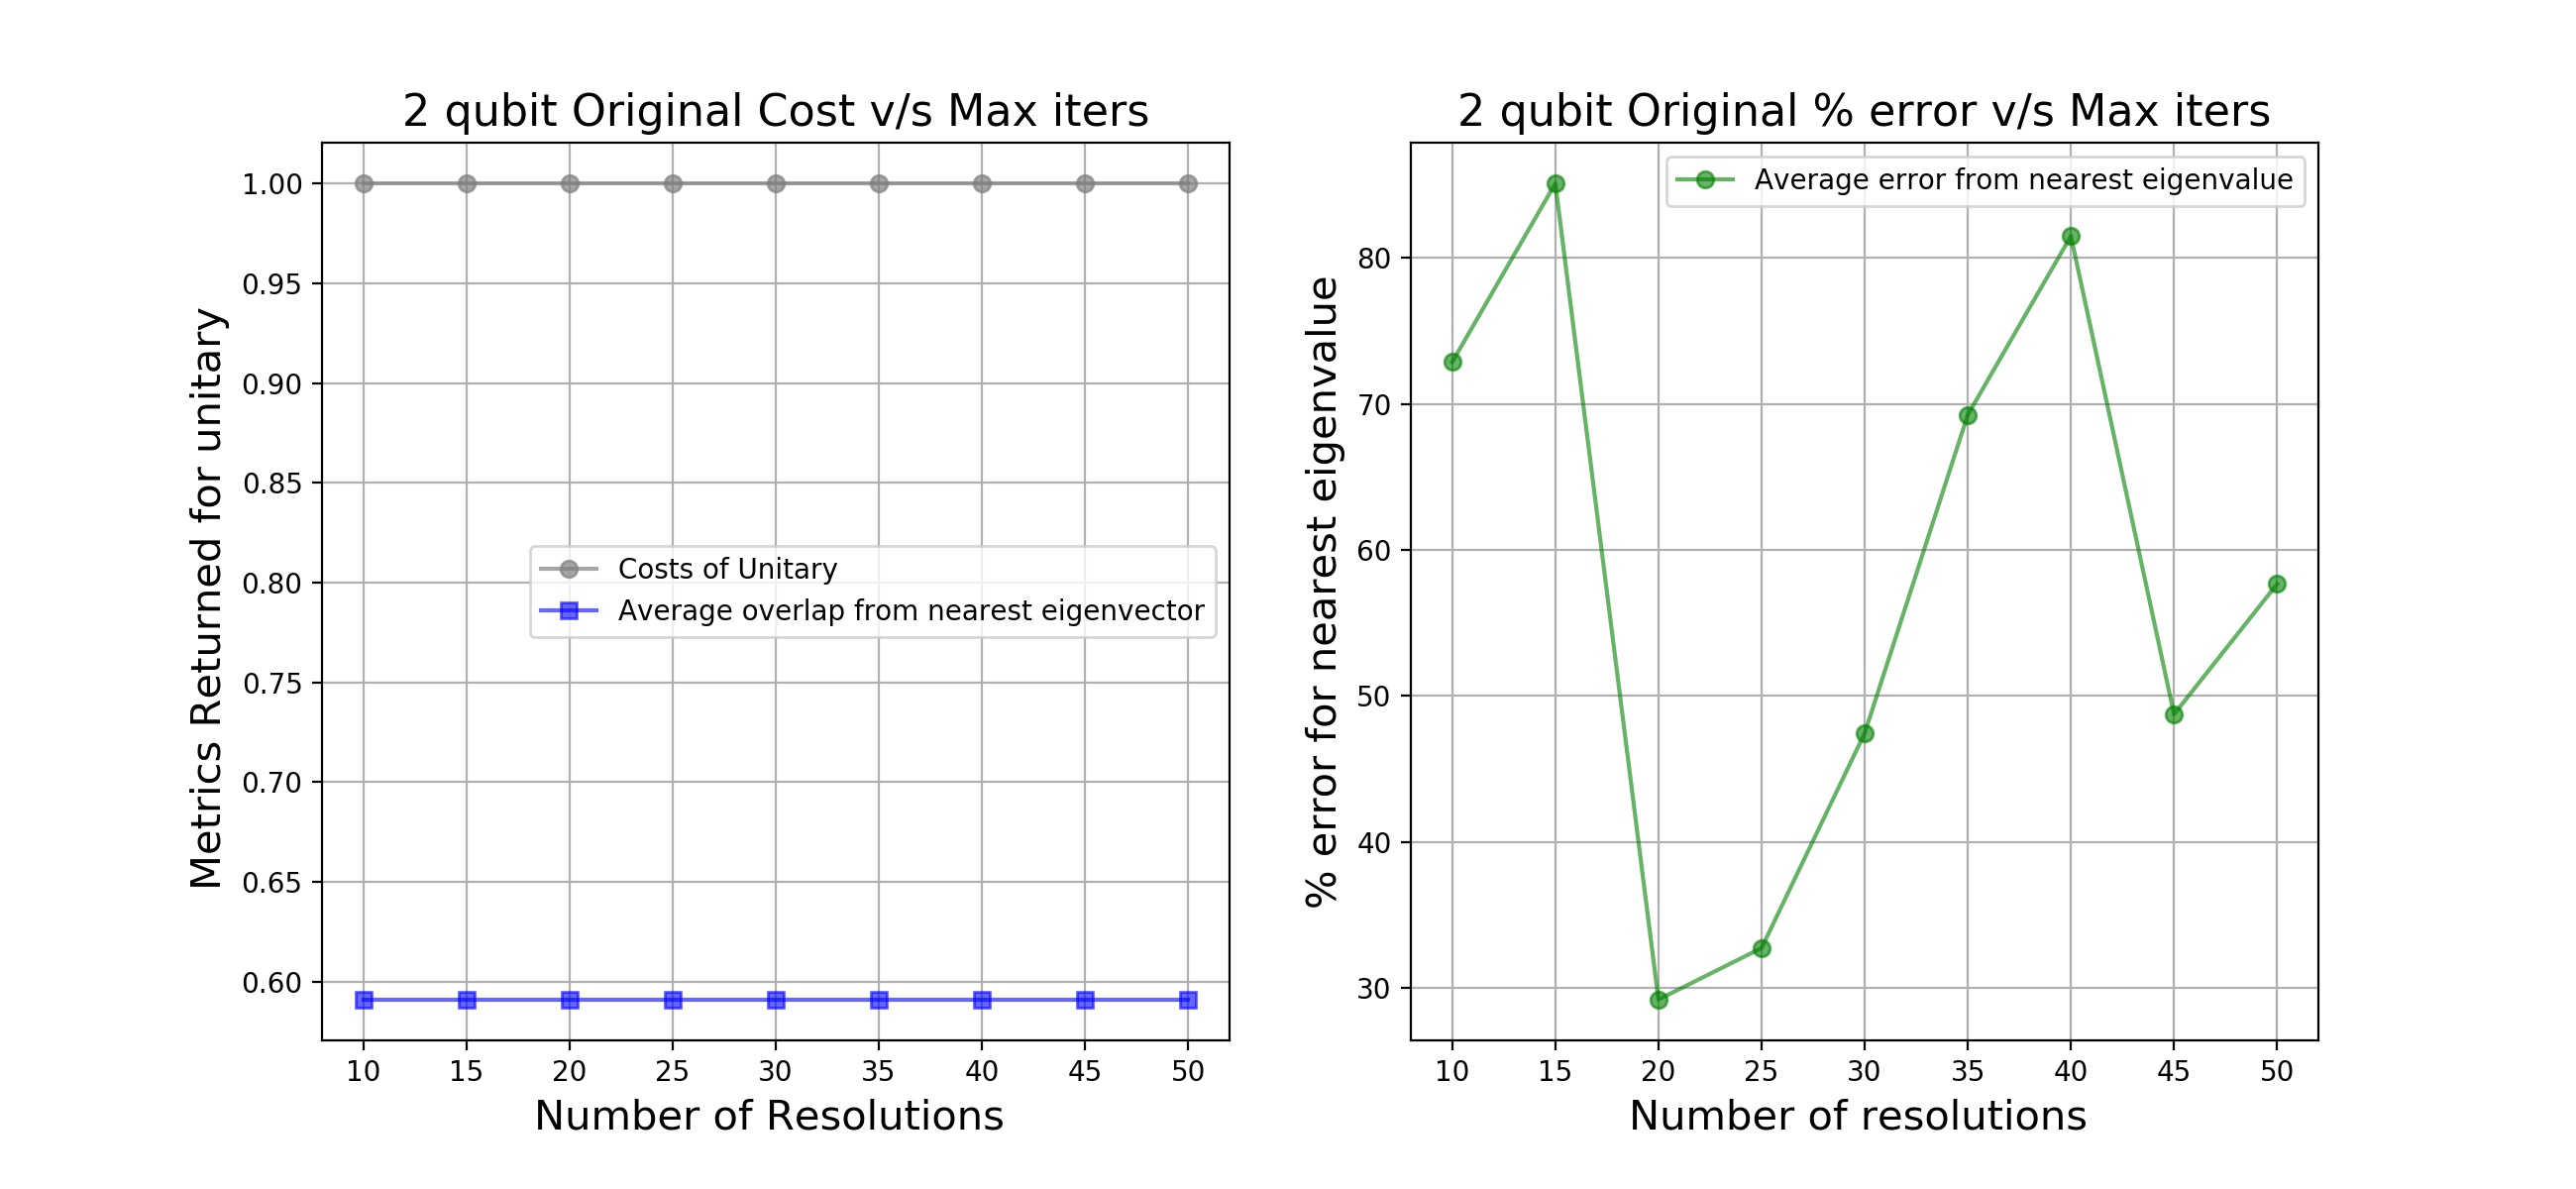 2 qubit Original Cost v/s Max iters
Metrics Returned for unitary
1.00
0.95
0.90
0.85
0.80
0.75
0.70
0.65
0.60
Costs of Unitary
Average overlap from nearest eigenvector
10 15 20 25 30 35 40 45 50
Number of Resolutions
2 qubit Original % error v/s Max iters
% error for nearest eigenvalue
Average error from nearest eigenvalue
80
70
60
50
40
30
10 15 20 25 30 35 40 45 50
Number of resolutions